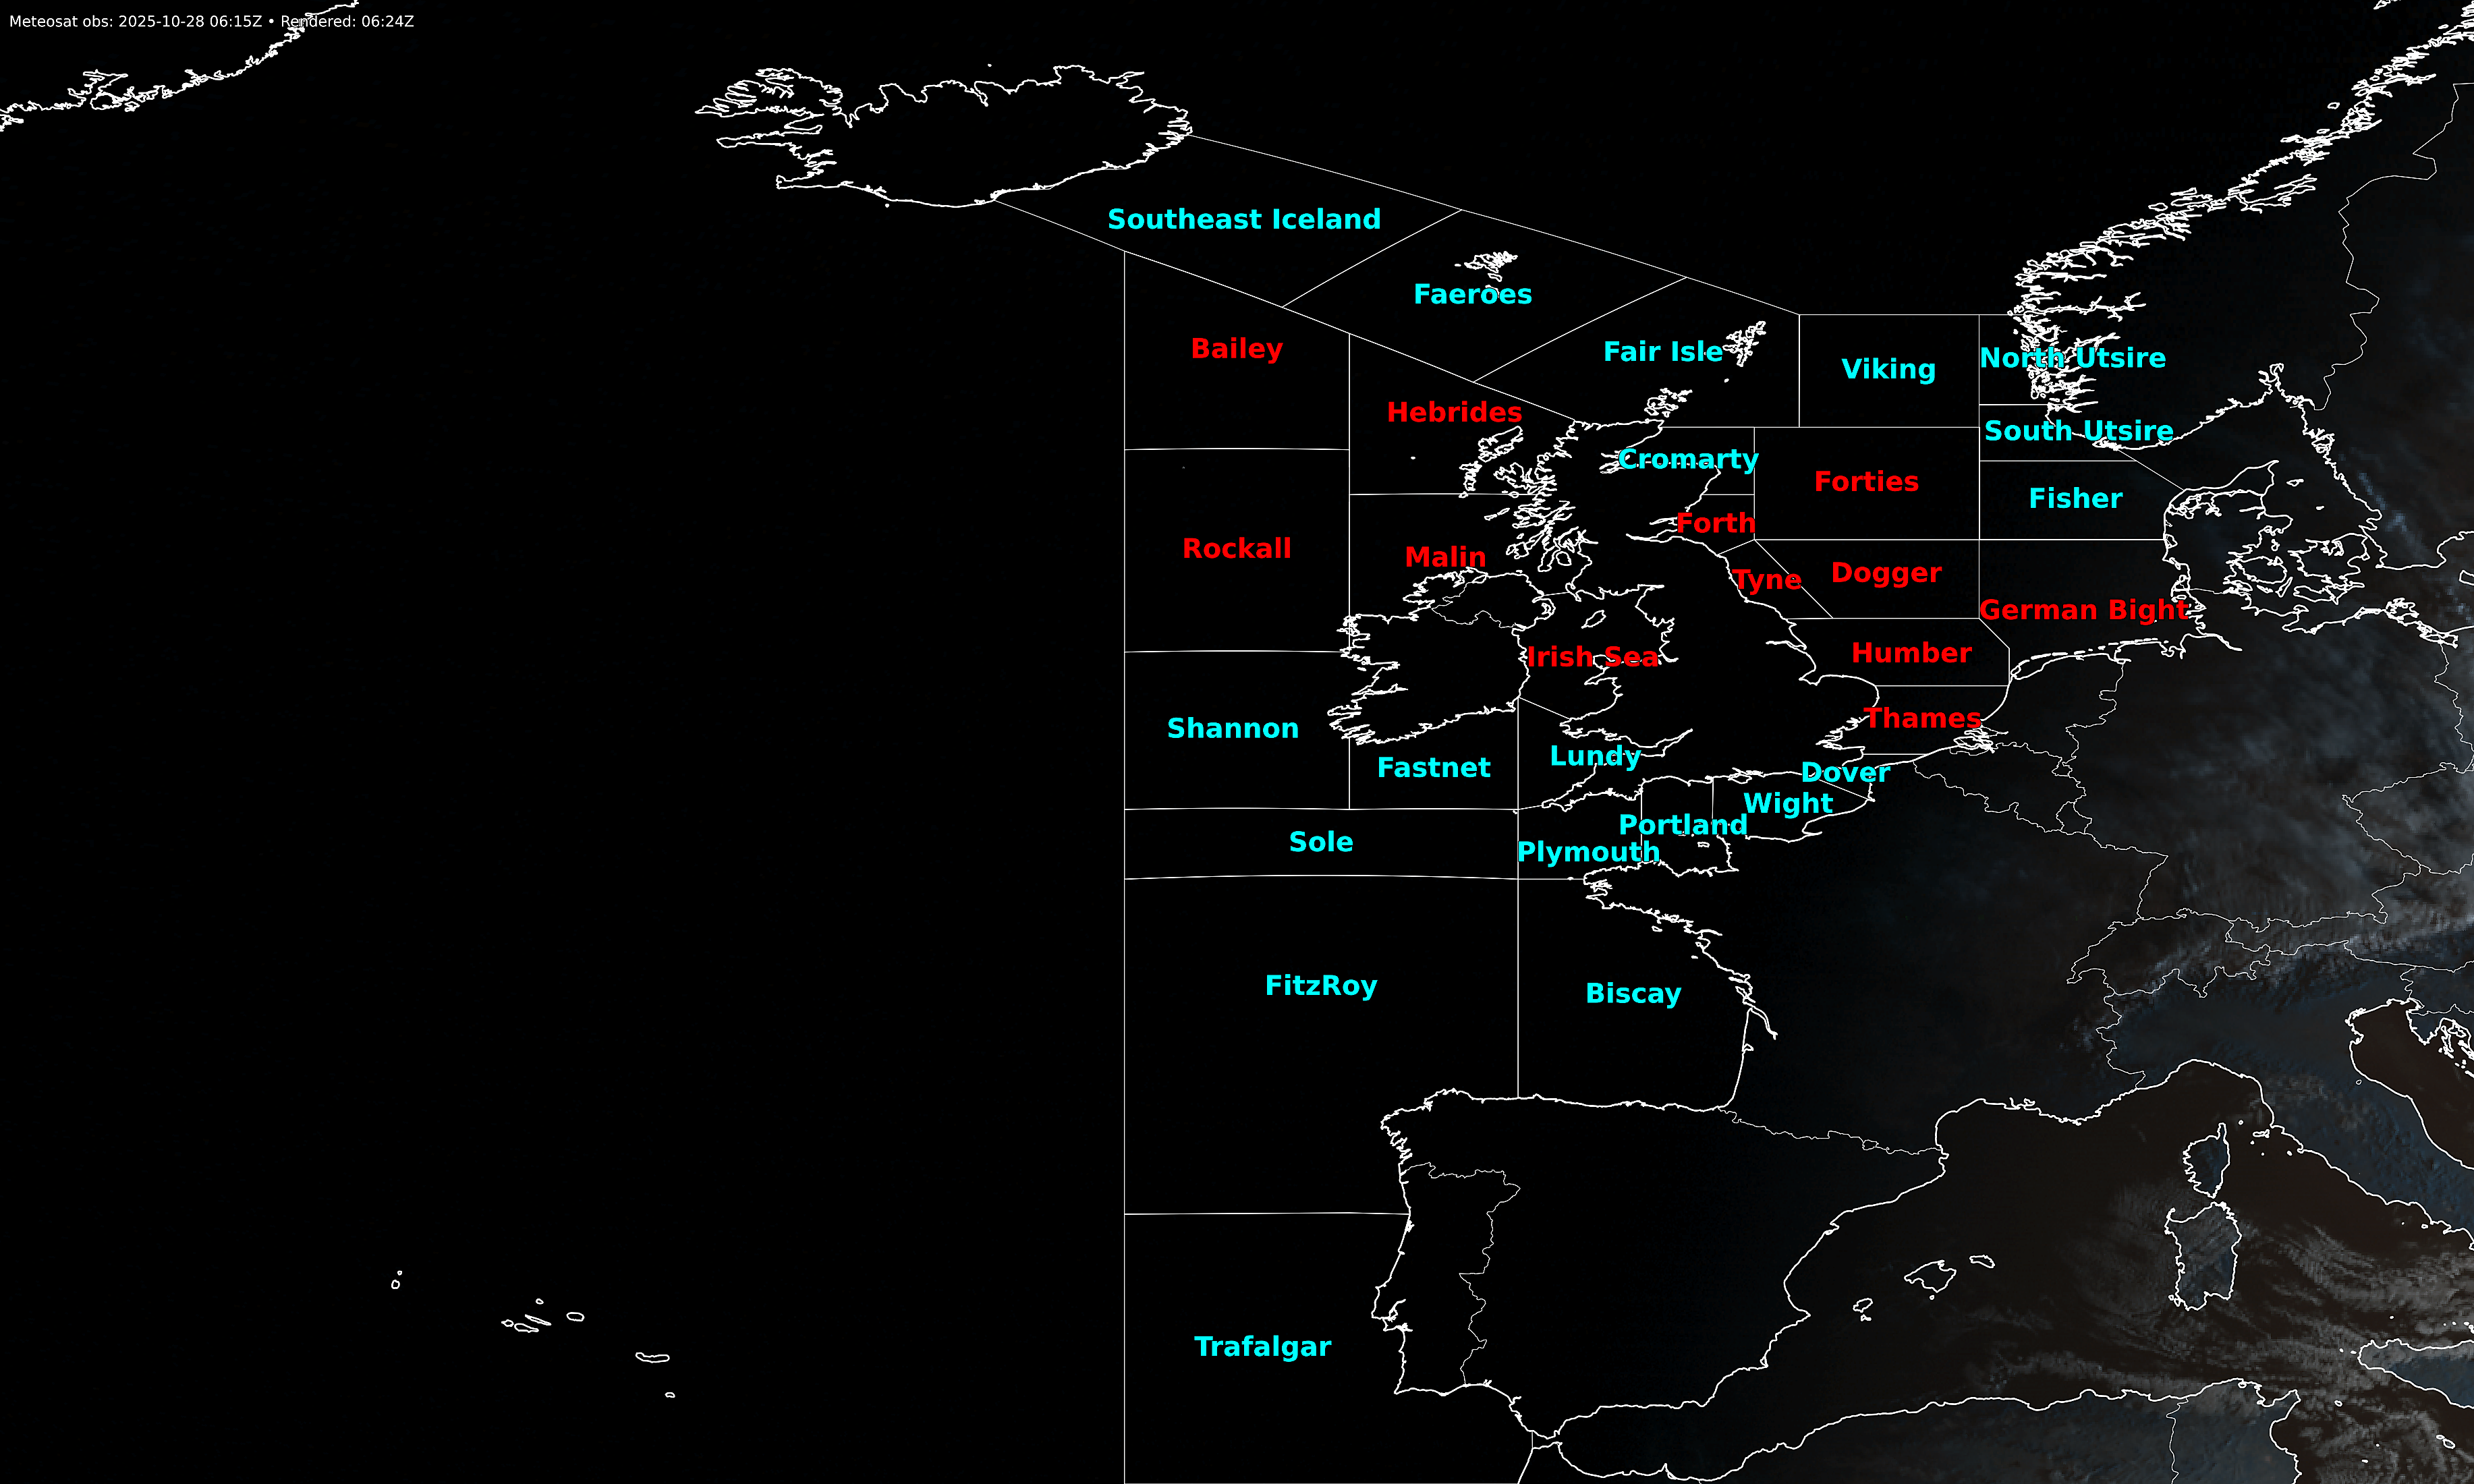 Meteosat obs: 2025-10-28 06:15Z • Rendered: 06:24Z
Southeast Iceland
Faeroes
Bailey
Fair Isle
Viking
North Utsire
Hebrides
South Utsire
Cromarty
Forties
Fisher
Forth
Rockall
Malin
Tyne
Dogger
German Bight
Irish Sea
Humber
Thames
Shannon
Fastnet
Lundy
Dover
Wight
Portland
Sole
Plymouth
FitzRoy
Biscay
Trafalgar